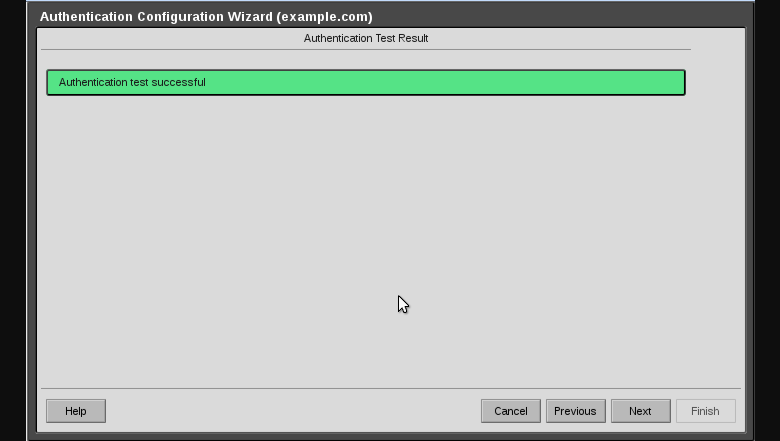 Authentication Configuration Wizard (example.com)
Authentication Test Result
Authentication test successful
Help Cancel Previous Next Finish